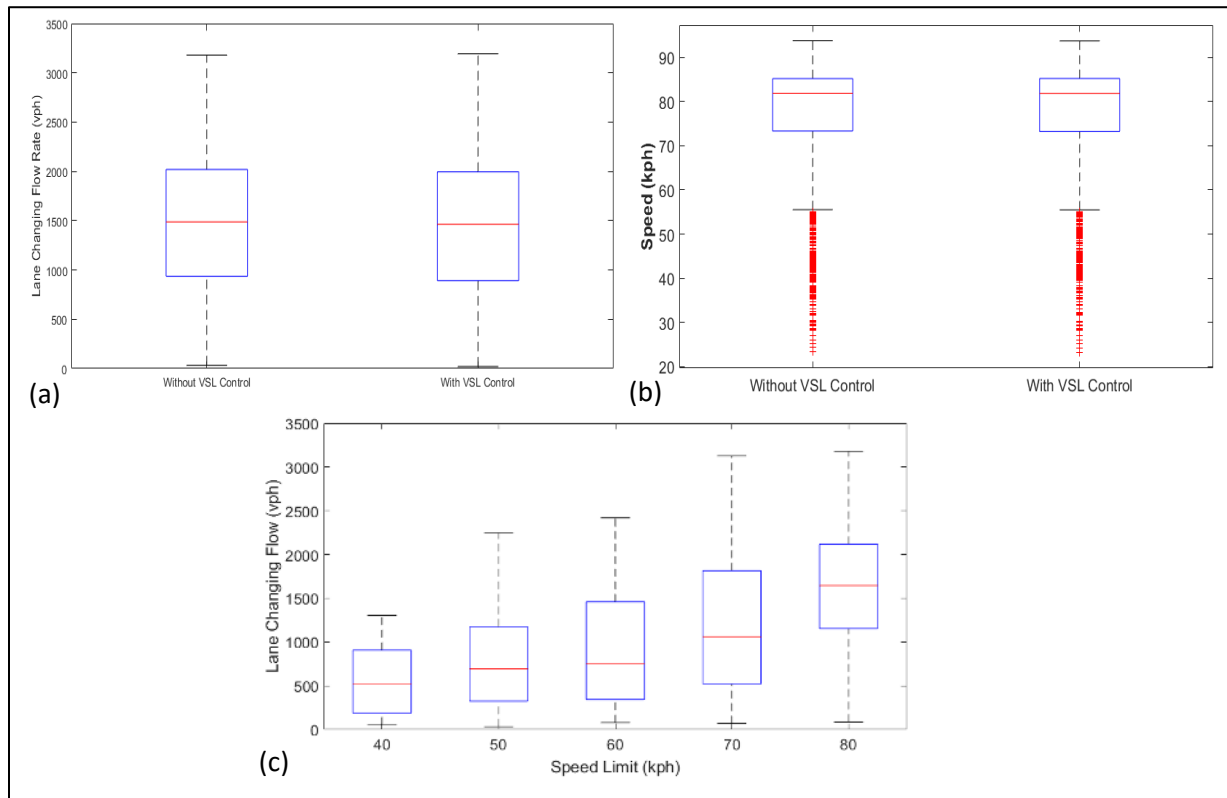 3500
3000
2500
2000
1500
1000
500
0
Lane Changing Flow Rate (vph)
Without VSL Control
With VSL Control
(a)
90
80
70
60
50
40
30
20
Speed (kph)
Without VSL Control
With VSL Control
(b)
3500
3000
2500
2000
1500
1000
500
0
Lane Changing Flow (vph)
40 50 60 70 80
Speed Limit (kph)
(c)